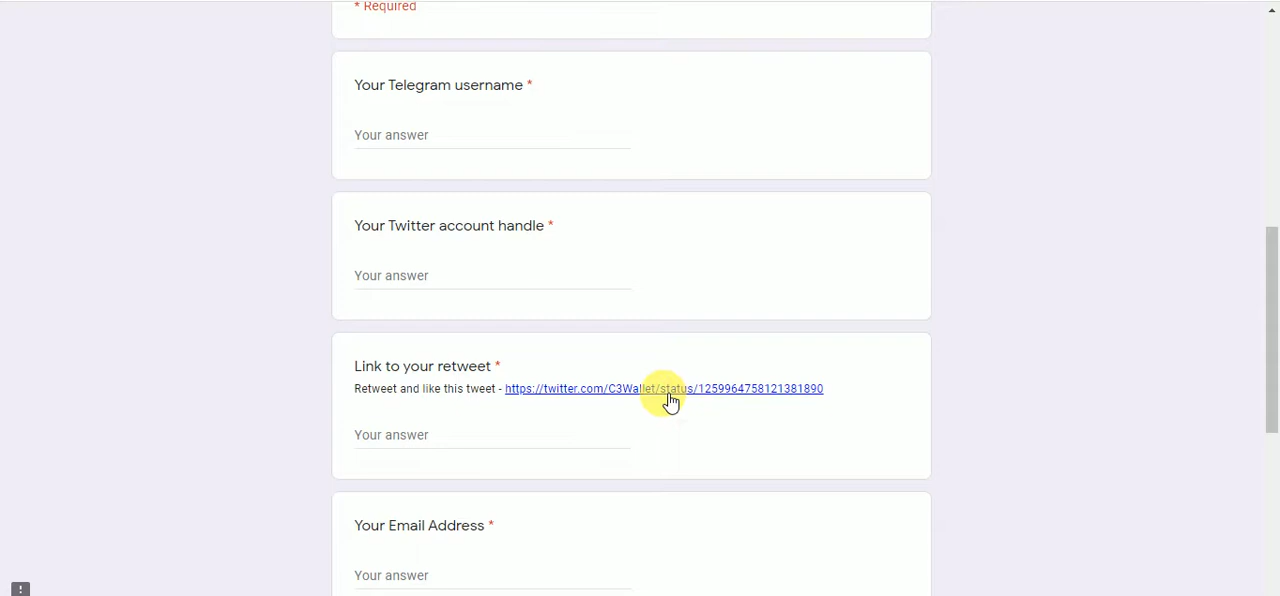 * Required
Your Telegram username *
Your answer
Your Twitter account handle *
Your answer
Link to your retweet *
Retweet and like this tweet - https://twitter.com/C3Wallet/status/1259964758121381890
Your answer
Your Email Address *
Your answer
!